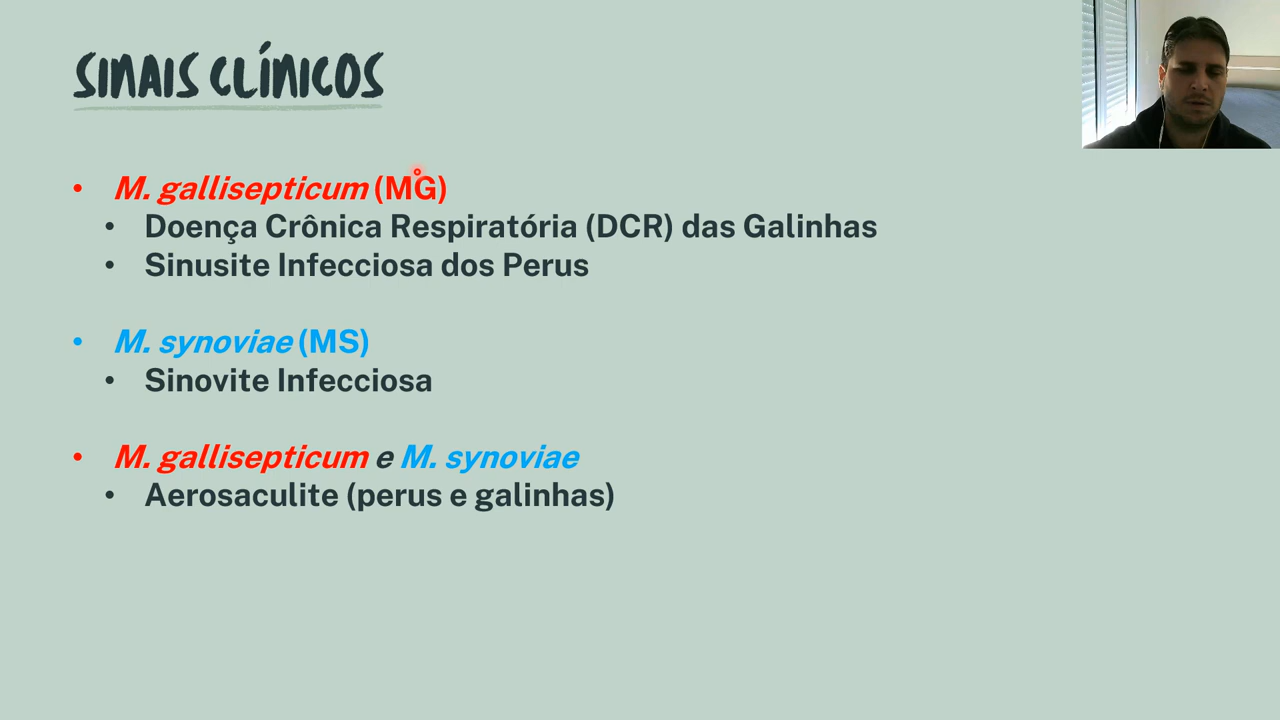 SINAIS CLÍNICOS
• M. gallisepticum (MG)
• Doença Crônica Respiratória (DCR) das Galinhas
• Sinusite Infecciosa dos Perus
• M. synoviae (MS)
• Sinovite Infecciosa
• M. gallisepticum e M. synoviae
• Aerosaculite (perus e galinhas)